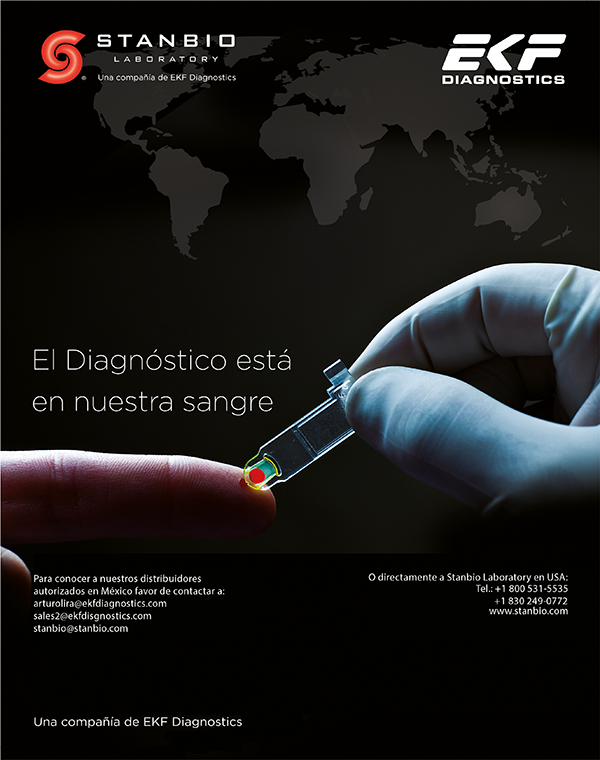 STANBIO
LABORATORY
®
Una compañía de EKF Diagnostics
EKF
DIAGNOSTICS
El Diagnóstico está
en nuestra sangre
Para conocer a nuestros distribuidores
autorizados en México favor de contactar a:
arturolira@ekfdiagnostics.com
sales2@ekfdisgnostics.com
stanbio@stanbio.com
O directamente a Stanbio Laboratory en USA:
Tel.: +1 800 531-5535
+1 830 249-0772
www.stanbio.com
Una compañía de EKF Diagnostics